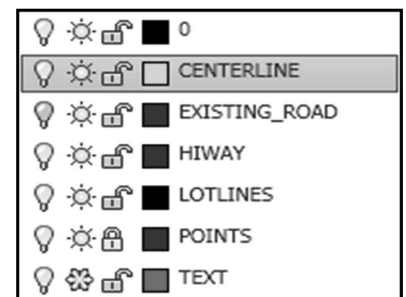 0
CENTERLINE
EXISTING_ROAD
HIWAY
LOTLINES
POINTS
TEXT